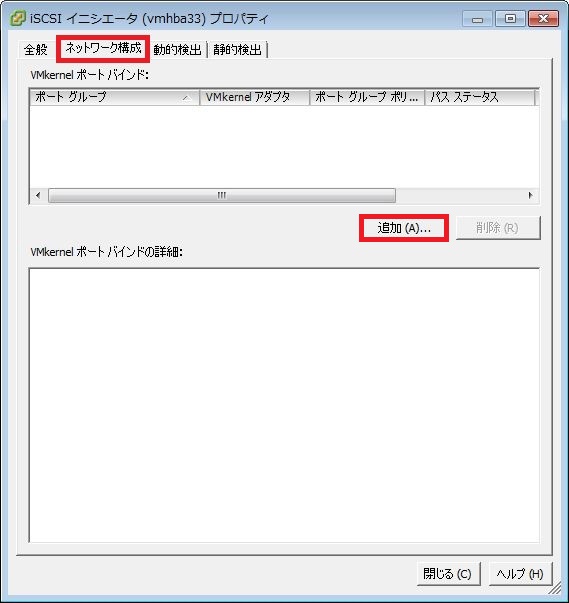 iSCSI イニシエータ (vmhba33) プロパティ
全般 ネットワーク構成 動的検出 静的検出
VMkernel ポート バインド:
ポート グループ VMkernel アダプタ ポート グループ ポリ... パス ステータス
追加 (A)... 削除 (R)
VMkernel ポート バインドの詳細:
閉じる (C) ヘルプ (H)